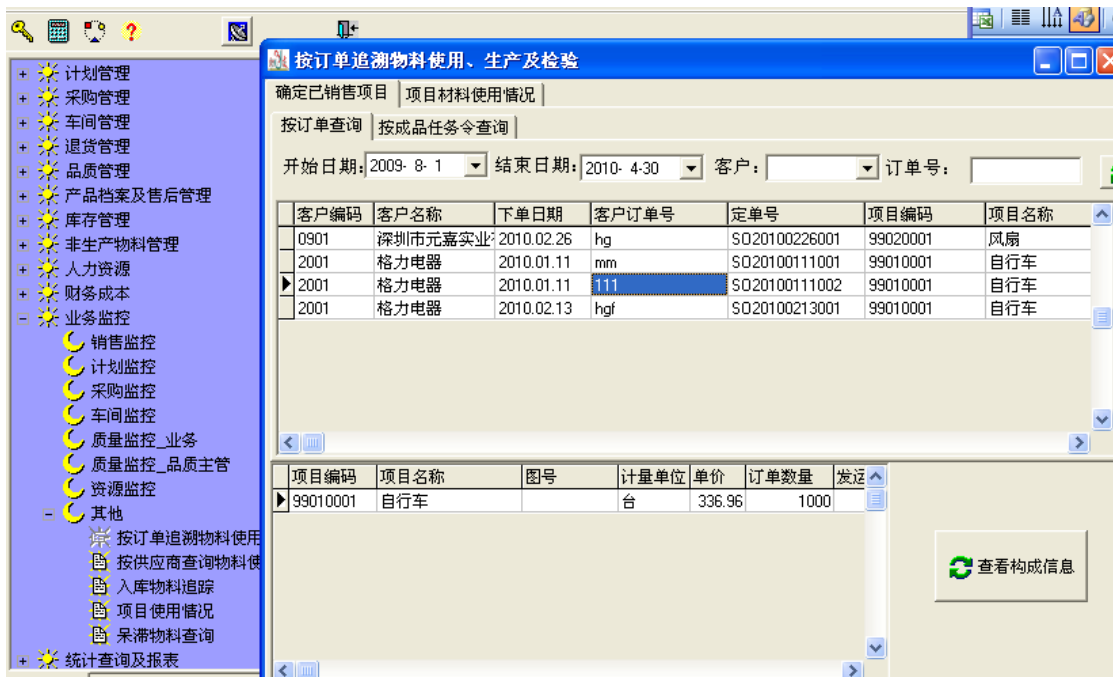 ?
按订单追溯物料使用、生产及检验
确定已销售项目 项目材料使用情况
按订单查询 按成品任务令查询
开始日期: 2009- 8- 1 结束日期: 2010- 4-30 客户: 订单号:
客户编码 客户名称 下单日期 客户订单号 定单号 项目编码 项目名称
0901 深圳市元嘉实业 2010.02.26 hg SO20100226001 99020001 风扇
2001 格力电器 2010.01.11 mm SO20100111001 99010001 自行车
2001 格力电器 2010.01.11 111 SO20100111002 99010001 自行车
2001 格力电器 2010.02.13 hgf SO20100213001 99010001 自行车
项目编码 项目名称 图号 计量单位 单价 订单数量 发运
99010001 自行车 台 336.96 1000
查看构成信息
+ 计划管理
+ 采购管理
+ 车间管理
+ 退货管理
+ 品质管理
+ 产品档案及售后管理
+ 库存管理
+ 非生产物料管理
+ 人力资源
+ 财务成本
- 业务监控
销售监控
计划监控
采购监控
车间监控
质量监控_业务
质量监控_品质主管
资源监控
- 其他
按订单追溯物料使用
按供应商查询物料使
入库物料追踪
项目使用情况
呆滞物料查询
+ 统计查询及报表